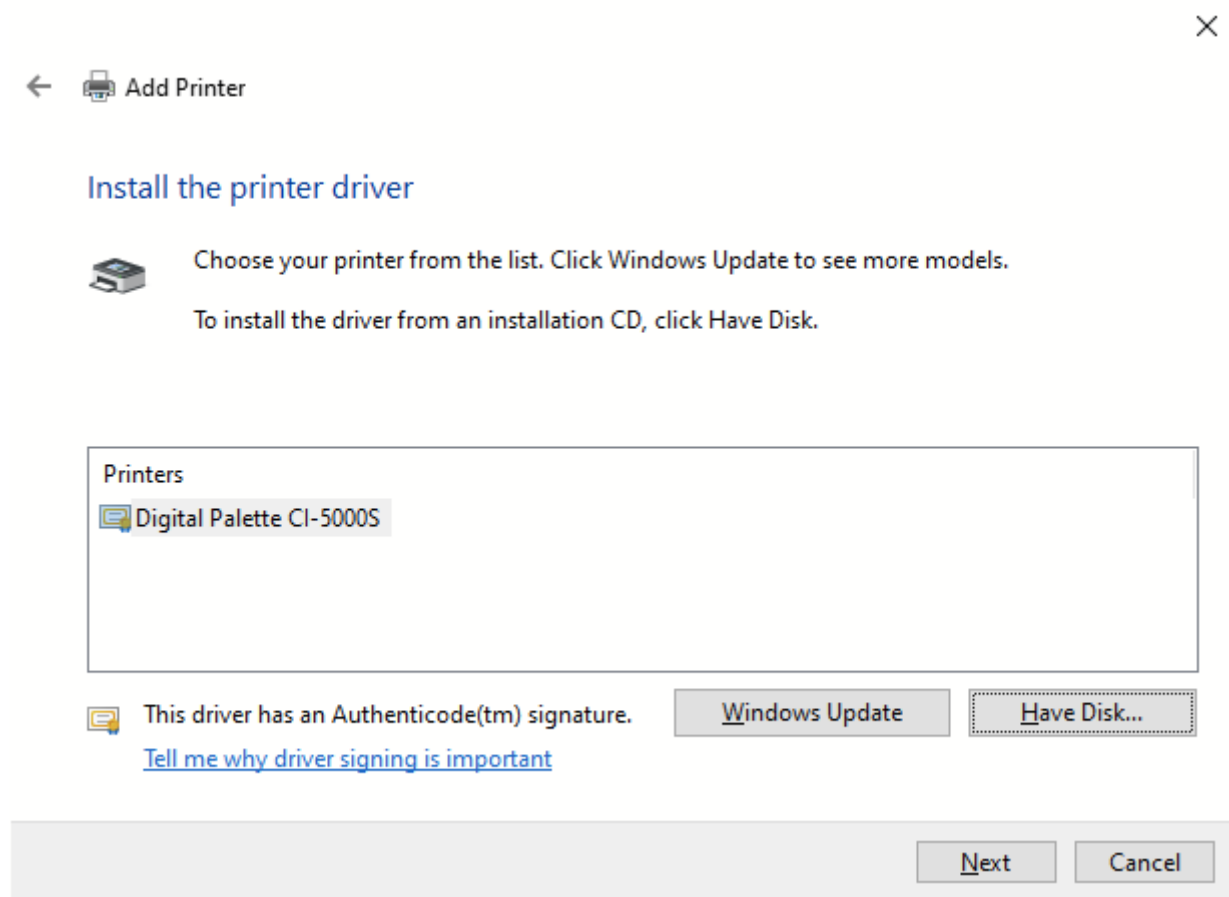 Add Printer
Install the printer driver
Choose your printer from the list. Click Windows Update to see more models.
To install the driver from an installation CD, click Have Disk.
Printers
Digital Palette CI-5000S
This driver has an Authenticode(tm) signature.
Windows Update
Have Disk...
Tell me why driver signing is important
Next
Cancel